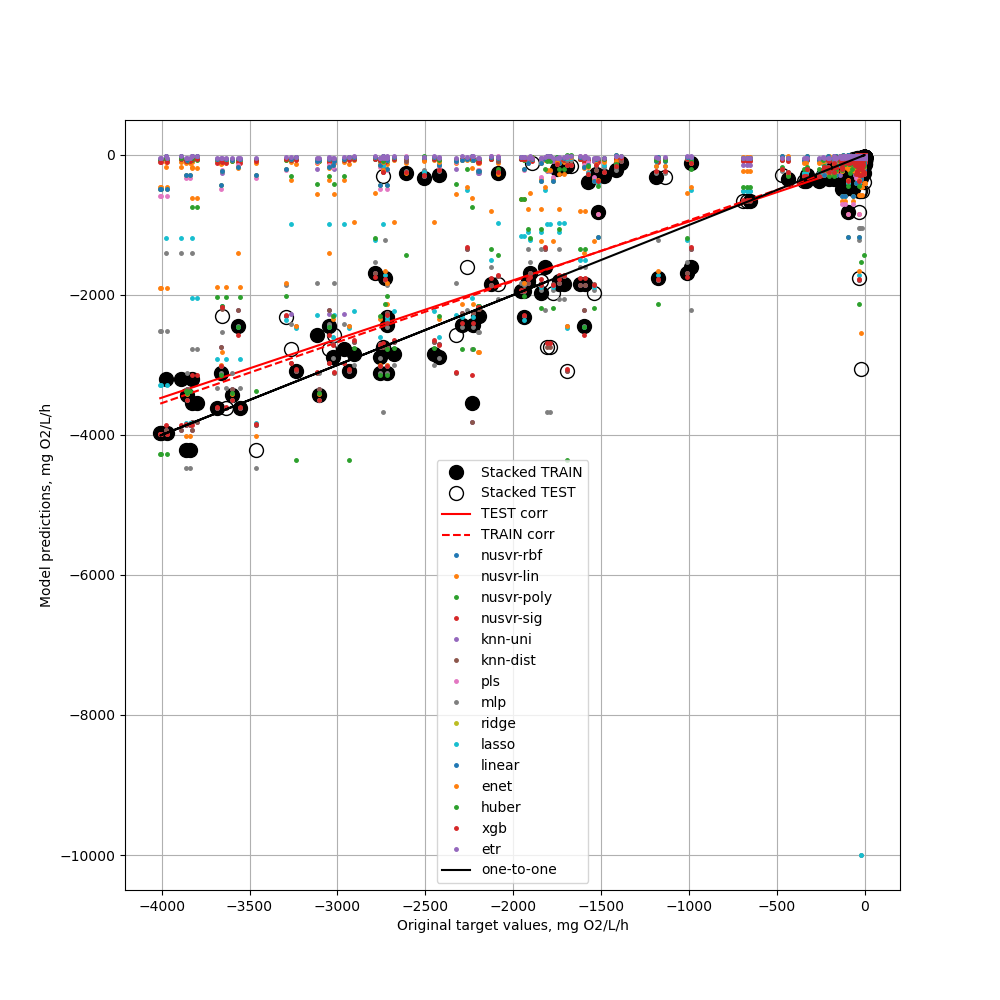 0
−2000
−4000
−6000
−8000
−10000
Model predictions, mg O2/L/h
Stacked TRAIN
Stacked TEST
TEST corr
TRAIN corr
nusvr-rbf
nusvr-lin
nusvr-poly
nusvr-sig
knn-uni
knn-dist
pls
mlp
ridge
lasso
linear
enet
huber
xgb
etr
one-to-one
−4000 −3500 −3000 −2500 −2000 −1500 −1000 −500 0
Original target values, mg O2/L/h